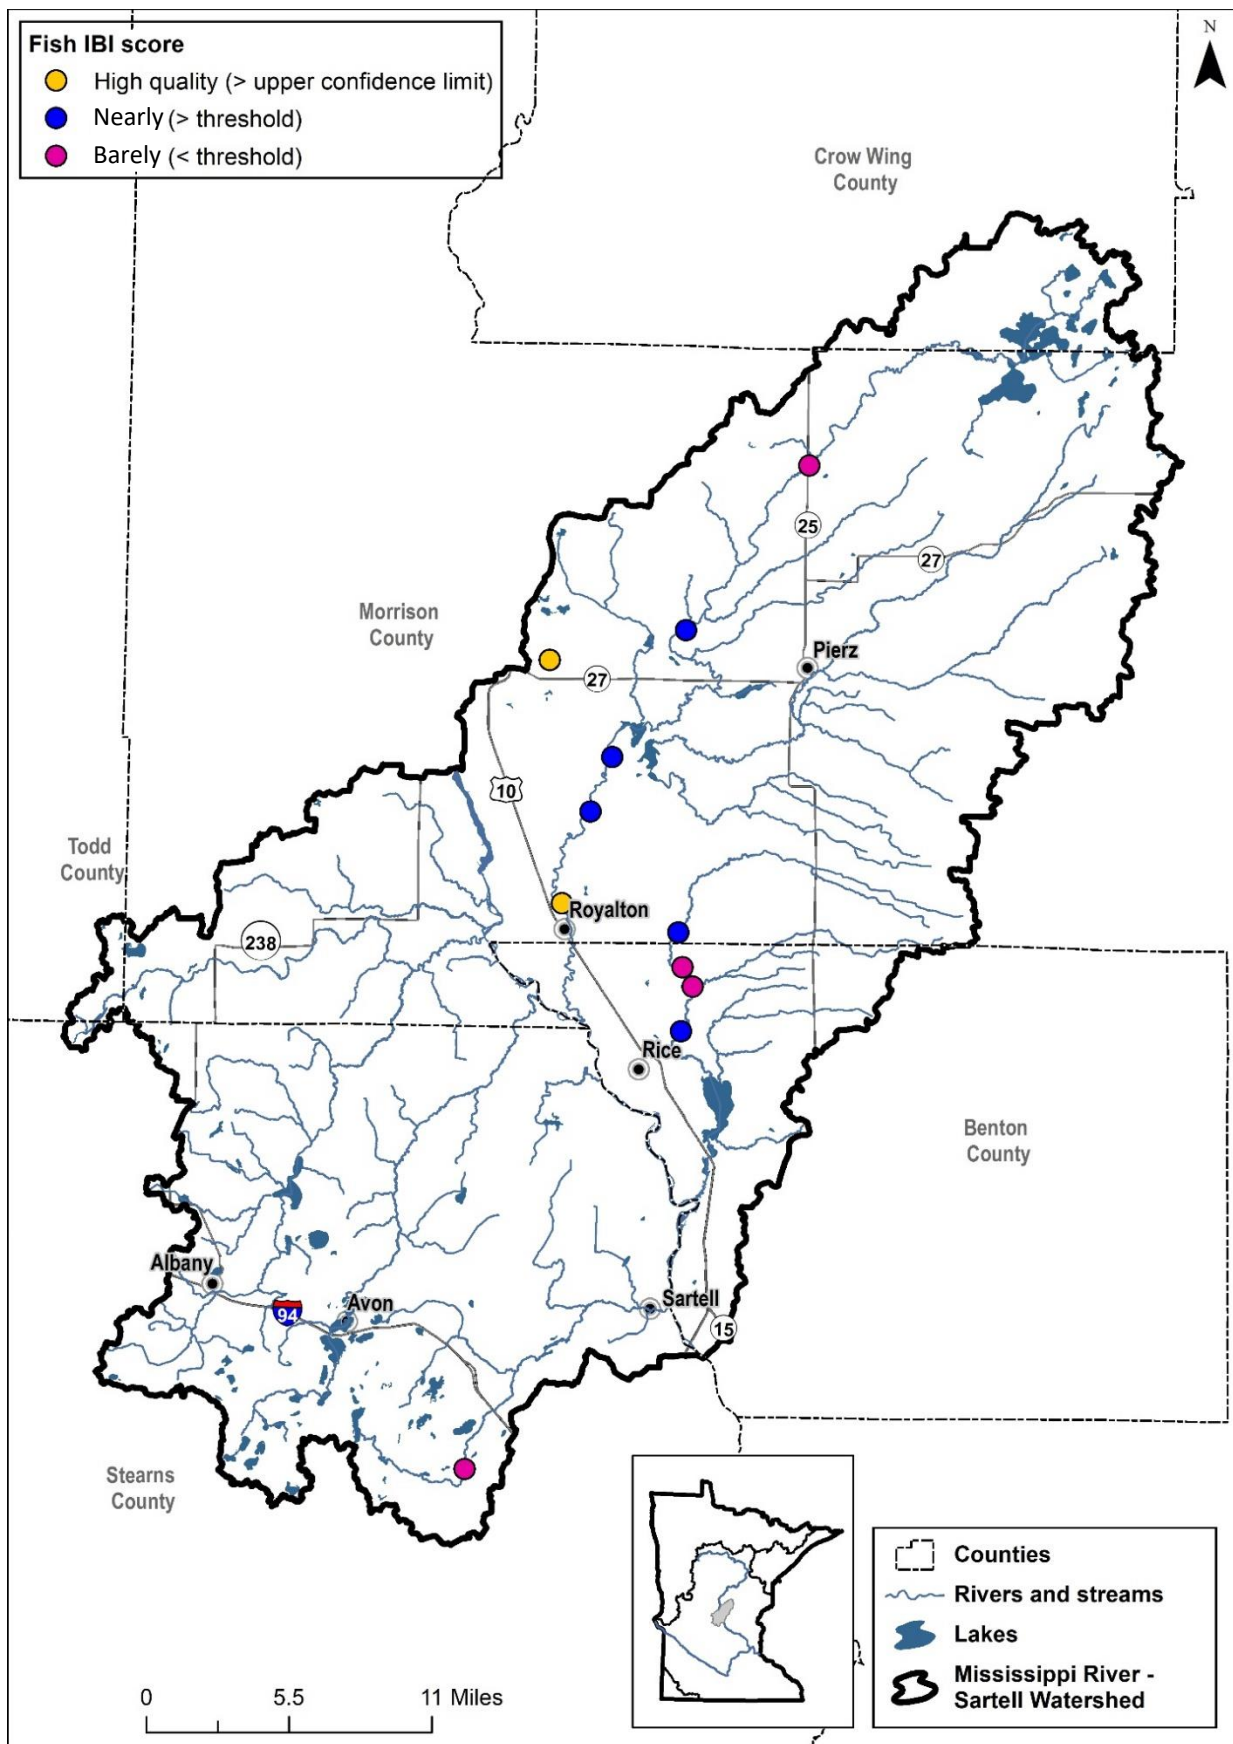 Fish IBI score
High quality (> upper confidence limit)
Nearly (> threshold)
Barely (< threshold)
N
Crow Wing
County
25
27
Morrison
County
Pierz
27
10
Todd
County
Royalton
238
Rice
Benton
County
Albany
Avon
94
Sartell
15
Stearns
County
Counties
Rivers and streams
Lakes
Mississippi River -
Sartell Watershed
0 5.5 11 Miles